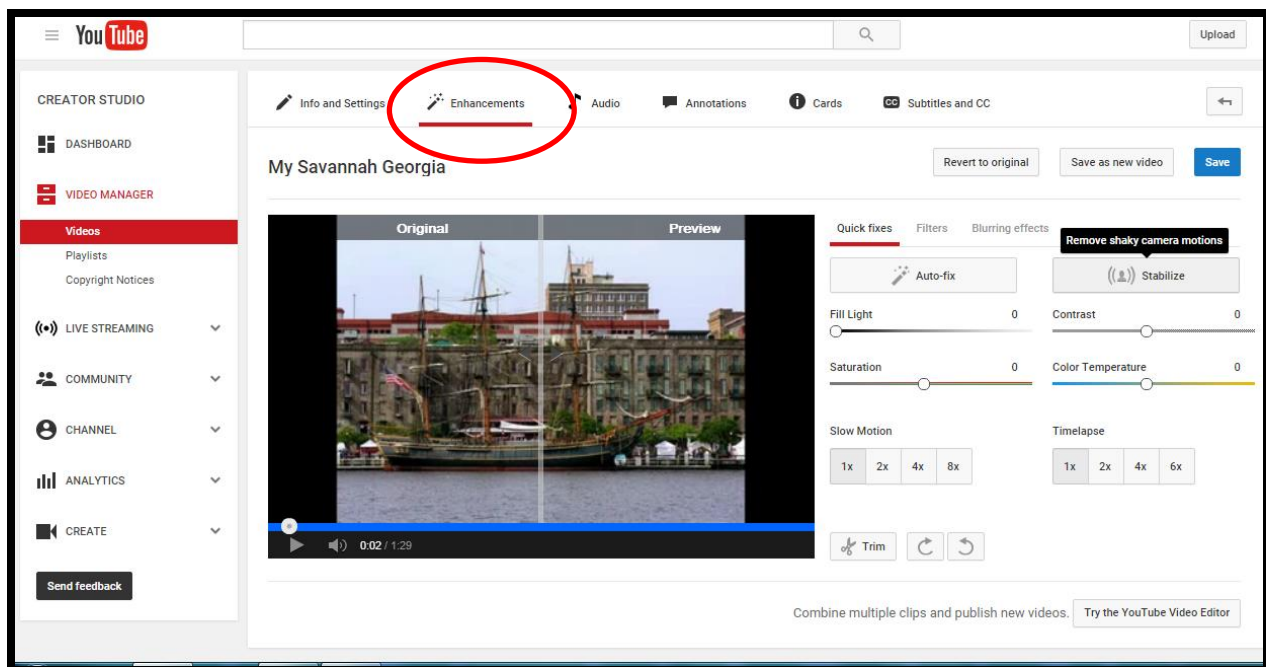 You Tube
Upload
CREATOR STUDIO
DASHBOARD
VIDEO MANAGER
Videos
Playlists
Copyright Notices
LIVE STREAMING
COMMUNITY
CHANNEL
ANALYTICS
CREATE
Send feedback
Info and Settings Enhancements Audio Annotations Cards CC Subtitles and CC
My Savannah Georgia
Revert to original Save as new video Save
Original Preview
0:02 / 1:29
Quick fixes Filters Blurring effects
Remove shaky camera motions
Auto-fix Stabilize
Fill Light 0 Contrast 0
Saturation 0 Color Temperature 0
Slow Motion Timelapse
1x 2x 4x 8x 1x 2x 4x 6x
Trim
Combine multiple clips and publish new videos. Try the YouTube Video Editor